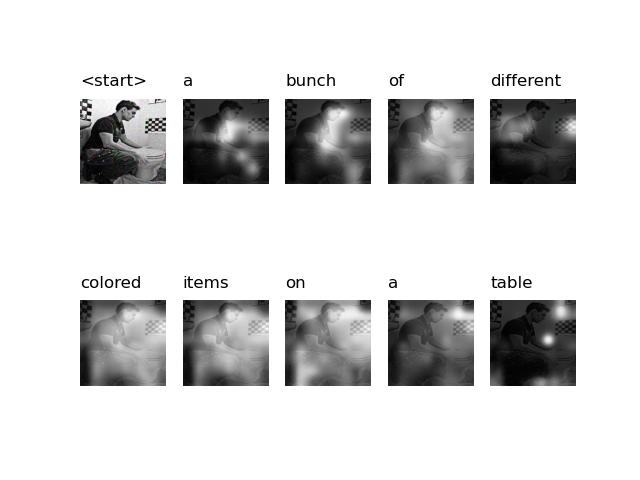 <start> a bunch of different
colored items on a table